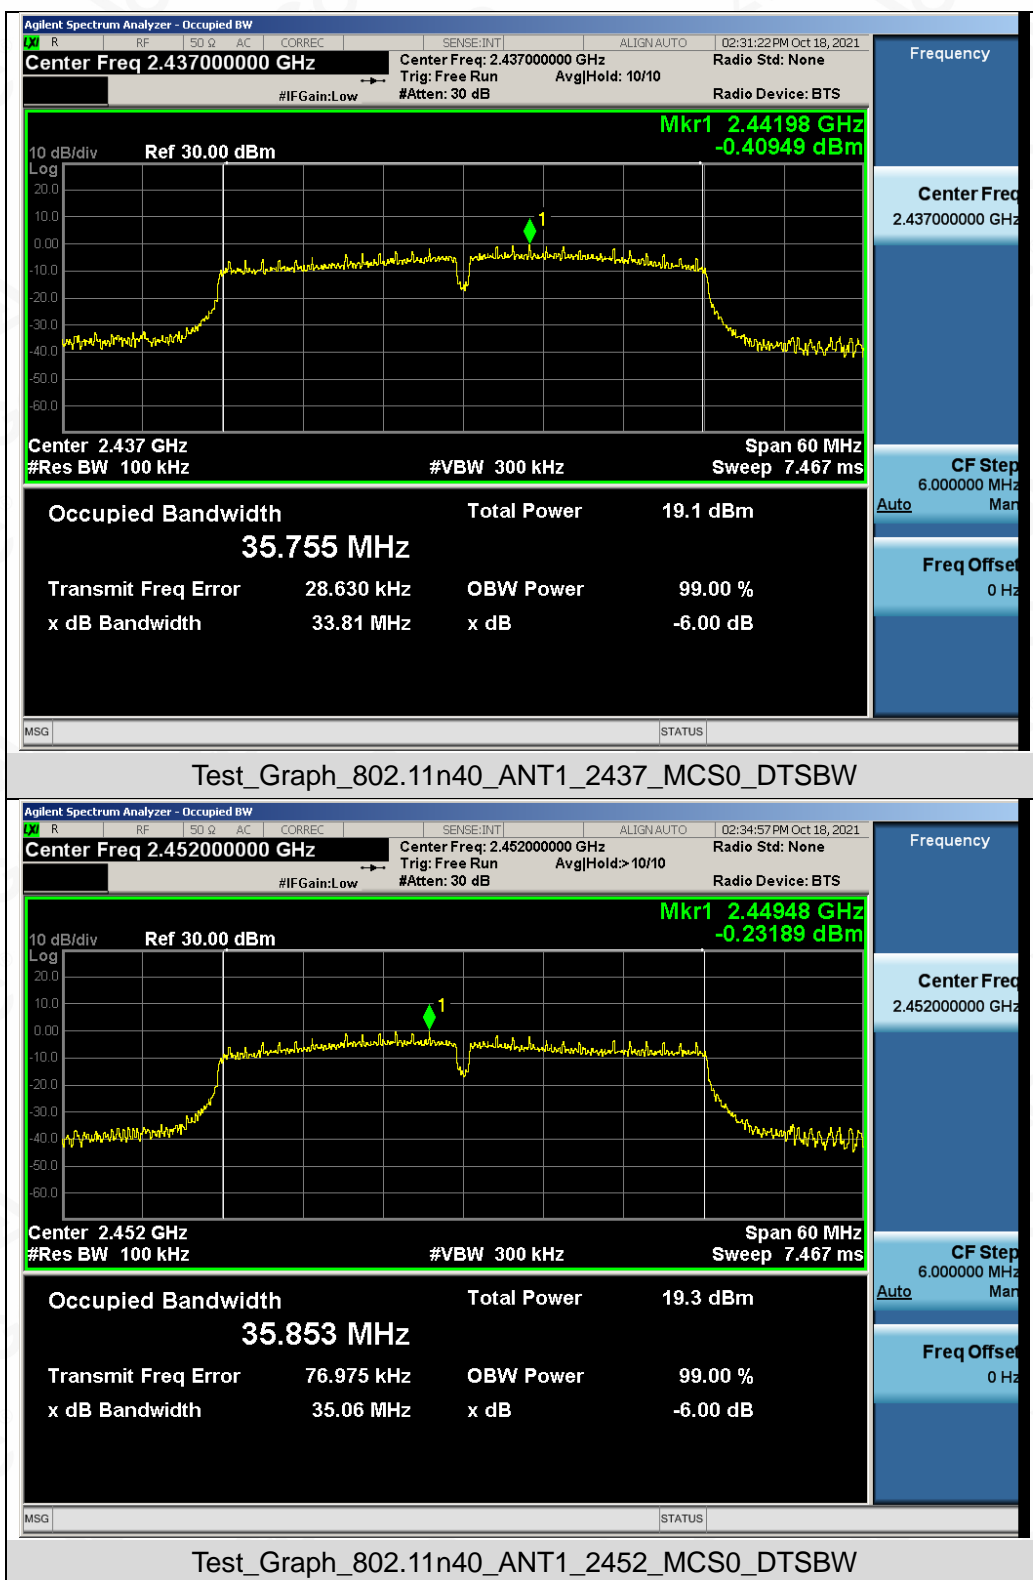 Agilent Spectrum Analyzer - Occupied BW
LXI R RF 50 Ω AC CORREC SENSE:INT ALIGN AUTO 02:31:22 PM Oct 18, 2021
Center Freq 2.437000000 GHz Center Freq: 2.437000000 GHz Radio Std: None
Trig: Free Run Avg|Hold: 10/10
#IFGain:Low #Atten: 30 dB Radio Device: BTS
Mkr1 2.44198 GHz
-0.40949 dBm
10 dB/div Ref 30.00 dBm
Log
20.0
10.0
0.00
-10.0
-20.0
-30.0
-40.0
-50.0
-60.0
1
Center 2.437 GHz Span 60 MHz
#Res BW 100 kHz #VBW 300 kHz Sweep 7.467 ms
Occupied Bandwidth Total Power 19.1 dBm
35.755 MHz
Transmit Freq Error 28.630 kHz OBW Power 99.00 %
x dB Bandwidth 33.81 MHz x dB -6.00 dB
MSG STATUS
Frequency
Center Freq
2.437000000 GHz
CF Step
6.000000 MHz
Auto Man
Freq Offset
0 Hz
Test_Graph_802.11n40_ANT1_2437_MCS0_DTSBW
Agilent Spectrum Analyzer - Occupied BW
LXI R RF 50 Ω AC CORREC SENSE:INT ALIGN AUTO 02:34:57 PM Oct 18, 2021
Center Freq 2.452000000 GHz Center Freq: 2.452000000 GHz Radio Std: None
Trig: Free Run Avg|Hold:>10/10
#IFGain:Low #Atten: 30 dB Radio Device: BTS
Mkr1 2.44948 GHz
-0.23189 dBm
10 dB/div Ref 30.00 dBm
Log
20.0
10.0
0.00
-10.0
-20.0
-30.0
-40.0
-50.0
-60.0
1
Center 2.452 GHz Span 60 MHz
#Res BW 100 kHz #VBW 300 kHz Sweep 7.467 ms
Occupied Bandwidth Total Power 19.3 dBm
35.853 MHz
Transmit Freq Error 76.975 kHz OBW Power 99.00 %
x dB Bandwidth 35.06 MHz x dB -6.00 dB
MSG STATUS
Frequency
Center Freq
2.452000000 GHz
CF Step
6.000000 MHz
Auto Man
Freq Offset
0 Hz
Test_Graph_802.11n40_ANT1_2452_MCS0_DTSBW